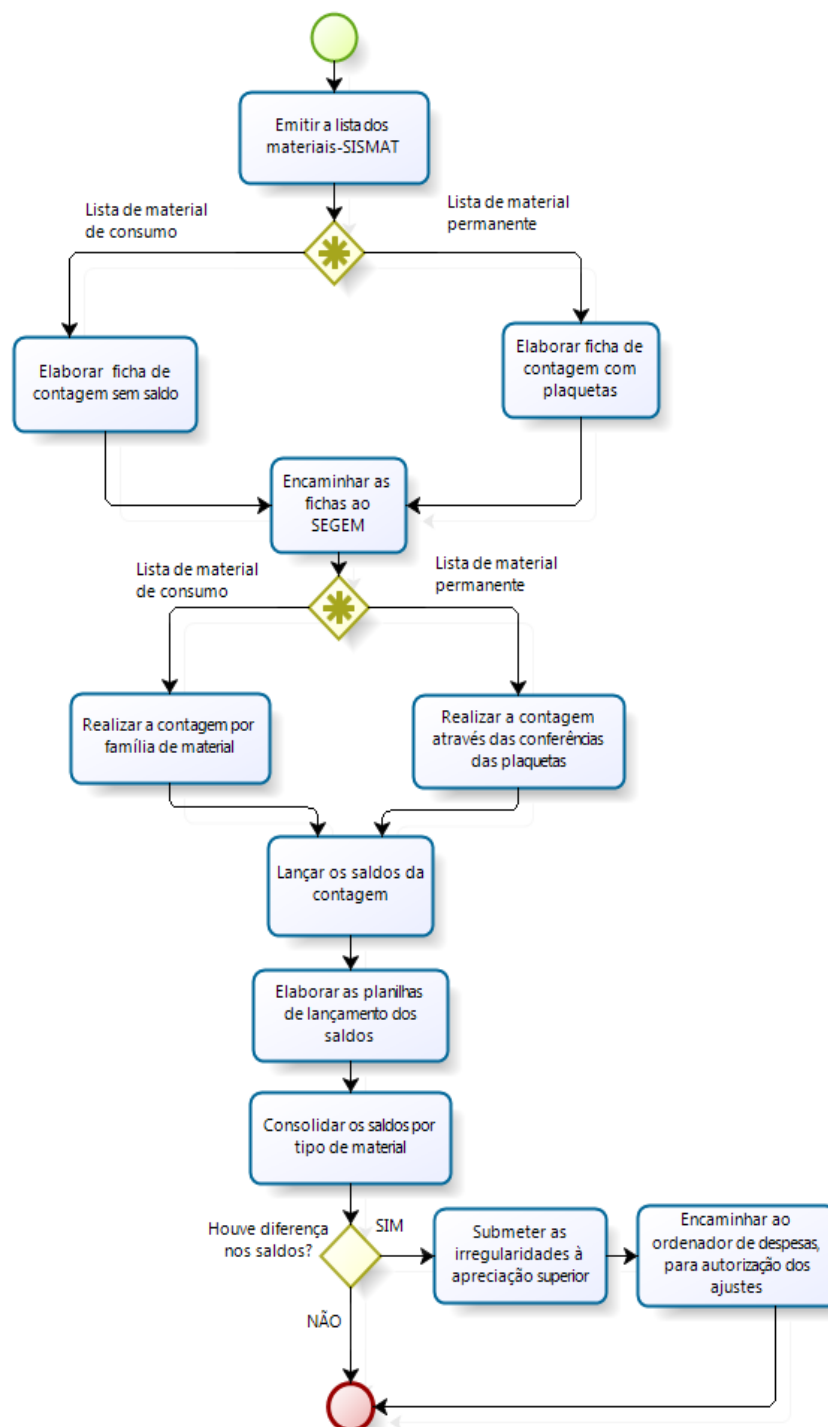 Emitir a lista dos
materiais-SISMAT
Lista de material
de consumo
Lista de material
permanente
Elaborar ficha de
contagem sem saldo
Elaborar ficha de
contagem com
plaquetas
Encaminhar as
fichas ao
SEGEM
Lista de material
de consumo
Lista de material
permanente
Realizar a contagem por
família de material
Realizar a contagem
através das conferências
das plaquetas
Lançar os saldos da
contagem
Elaborar as planilhas
de lançamento dos
saldos
Consolidar os saldos por
tipo de material
Houve diferença
nos saldos?
SIM
Submeter as
irregularidades à
apreciação superior
Encaminhar ao
ordenador de despesas,
para autorização dos
ajustes
NÃO